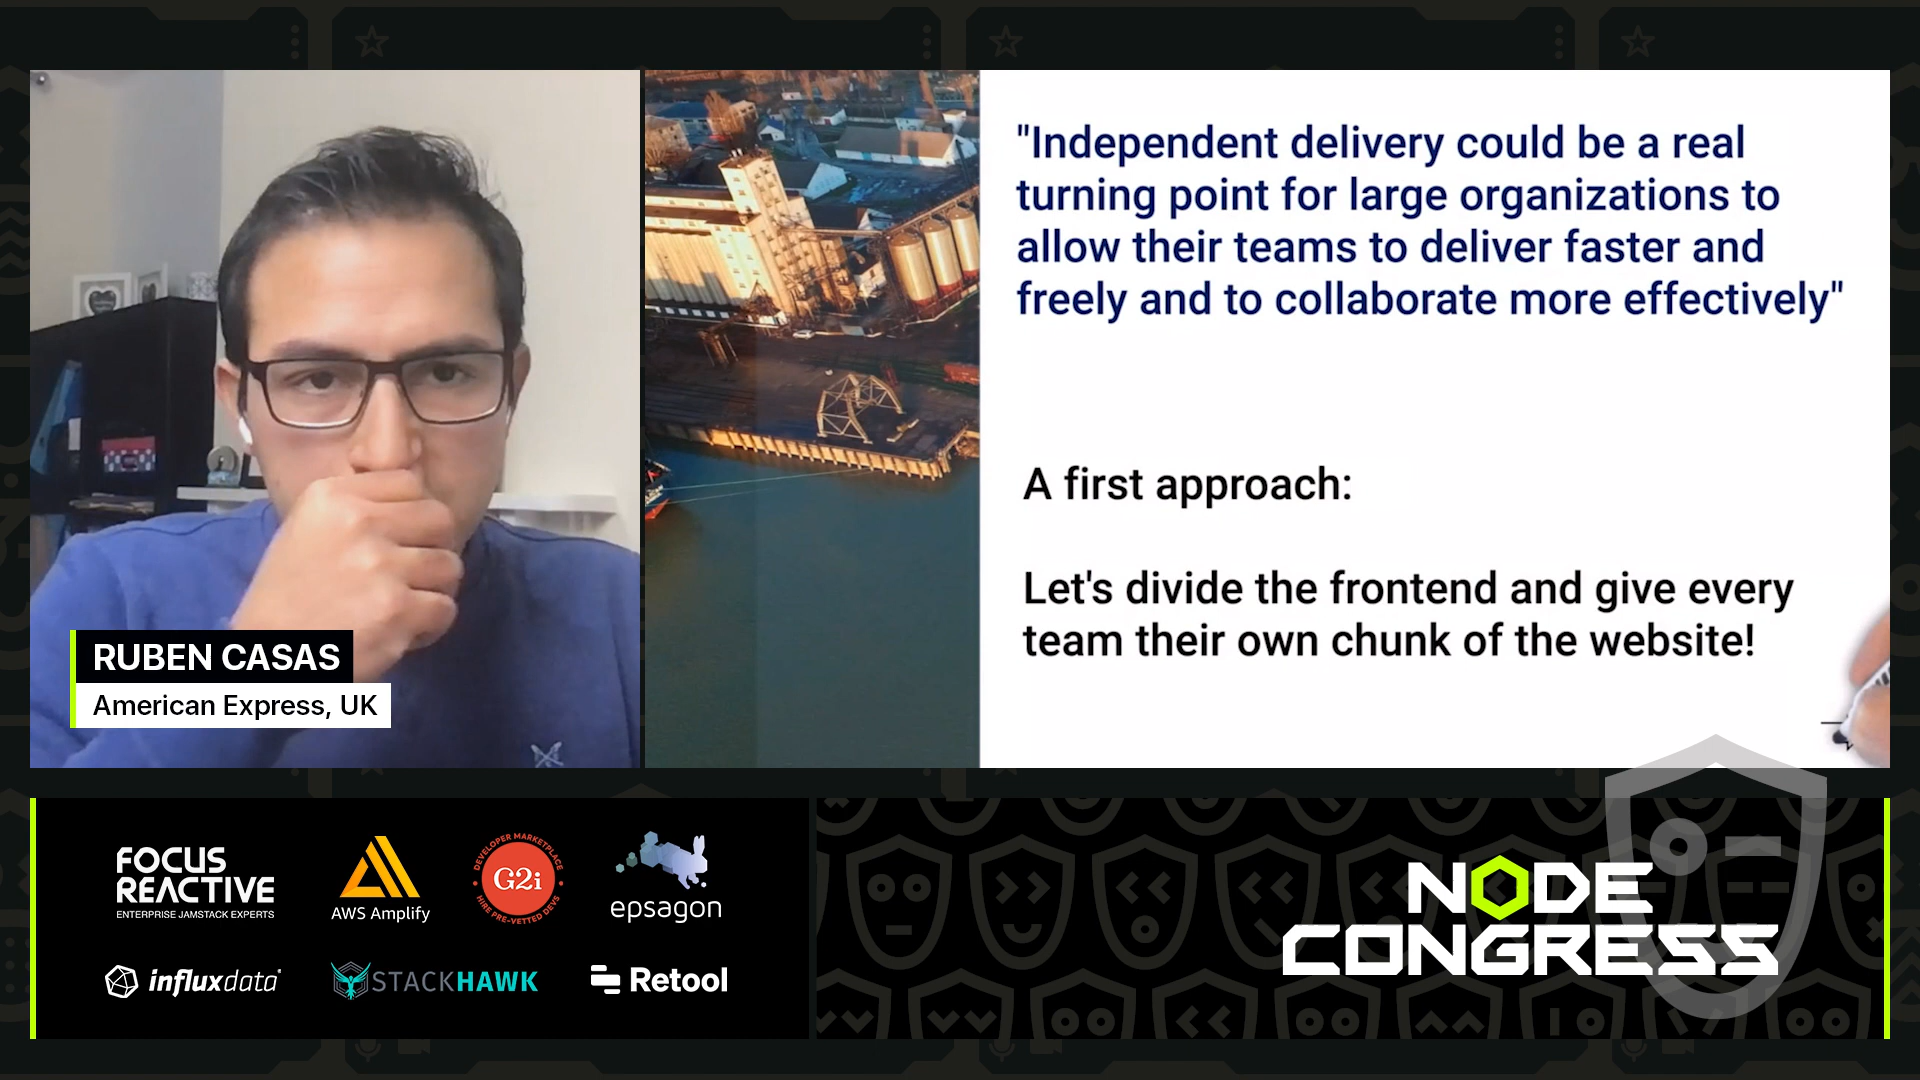 "Independent delivery could be a real
turning point for large organizations to
allow their teams to deliver faster and
freely and to collaborate more effectively"
A first approach:
Let's divide the frontend and give every
team their own chunk of the website!
RUBEN CASAS
American Express, UK
FOCUS
REACTIVE
ENTERPRISE JAMSTACK EXPERTS
AWS Amplify
DEVELOPER MARKETPLACE
G2i
HIRE PRE-VETTED DEVS
epsagon
influxdata
STACKHAWK
Retool
NODE
CONGRESS